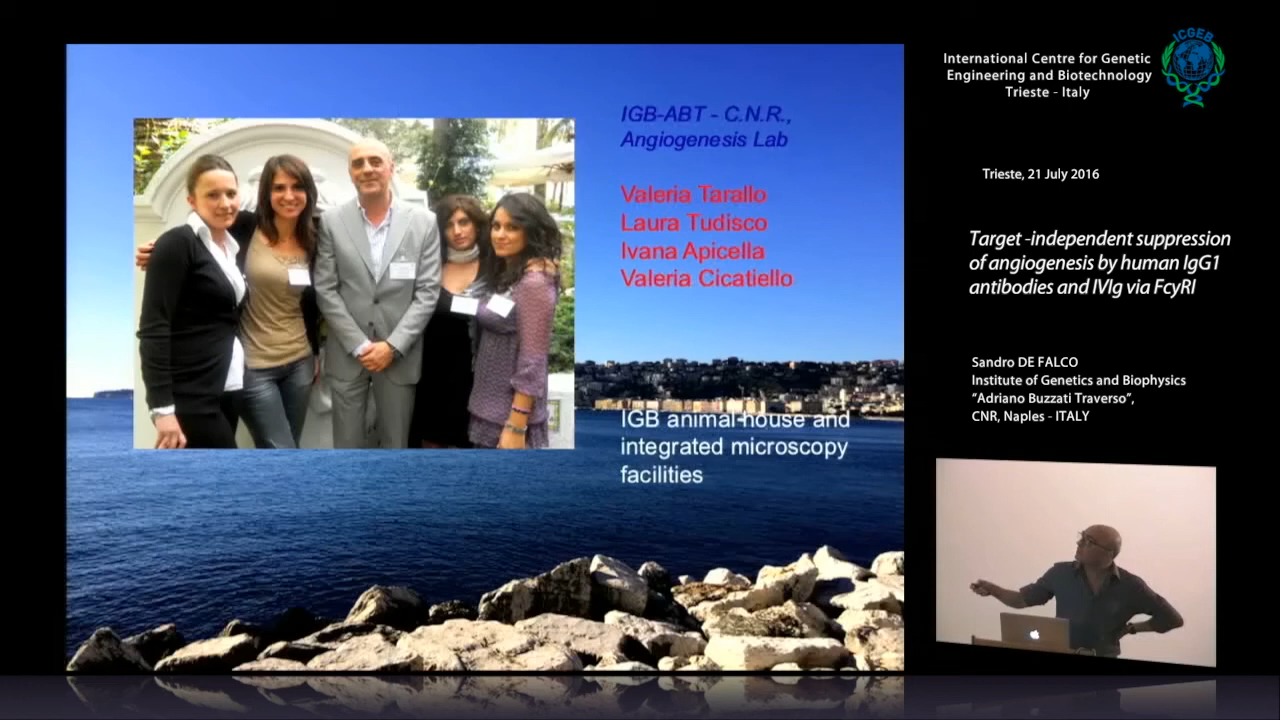 IGB-ABT - C.N.R.,
Angiogenesis Lab
Valeria Tarallo
Laura Tudisco
Ivana Apicella
Valeria Cicatiello
IGB animal-house and
integrated microscopy
facilities
ICGEB
International Centre for Genetic
Engineering and Biotechnology
Trieste - Italy
Trieste, 21 July 2016
Target -independent suppression
of angiogenesis by human IgG1
antibodies and IVIg via FcyRI
Sandro DE FALCO
Institute of Genetics and Biophysics
“Adriano Buzzati Traverso”,
CNR, Naples - ITALY